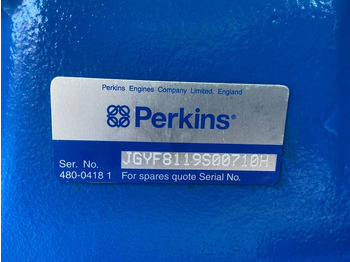 Perkins Engines Company Limited, England
Perkins®
Ser. No. JGYF8119S00710H
480-0418 1 For spares quote Serial No.